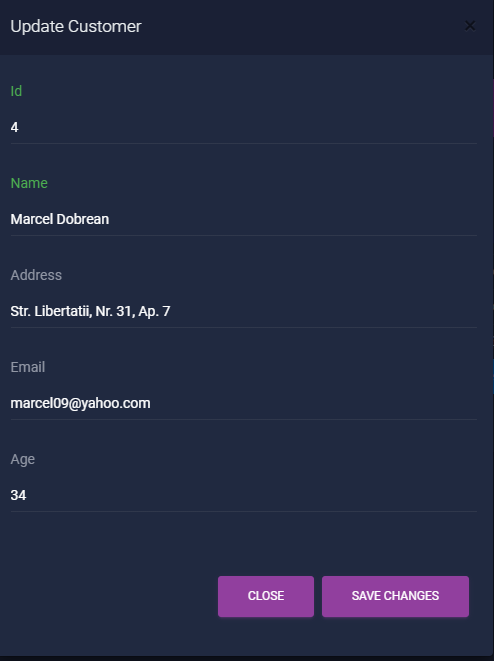 Update Customer ×
Id
4
Name
Marcel Dobrean
Address
Str. Libertatii, Nr. 31, Ap. 7
Email
marcel09@yahoo.com
Age
34
CLOSE SAVE CHANGES